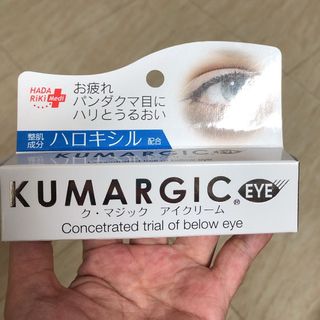 HADA
RiKi Medi
お疲れ
パンダクマ目に
ハリとうるおい
整肌
成分 ハロキシル 配合
KUMARGIC® EYE
ク・マジック アイクリーム
Concetrated trial of below eye